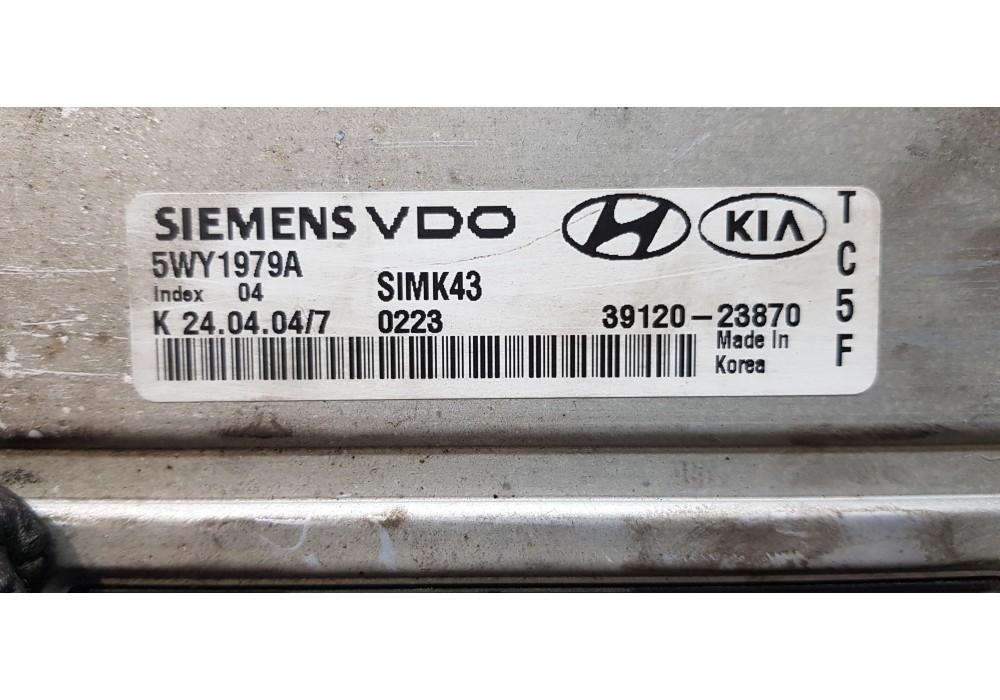 SIEMENS VDO
KIA
5WY1979A
Index 04
SIMK43
K 24.04.04/7
0223
39120-23870
Made In
Korea
T
C
5
F